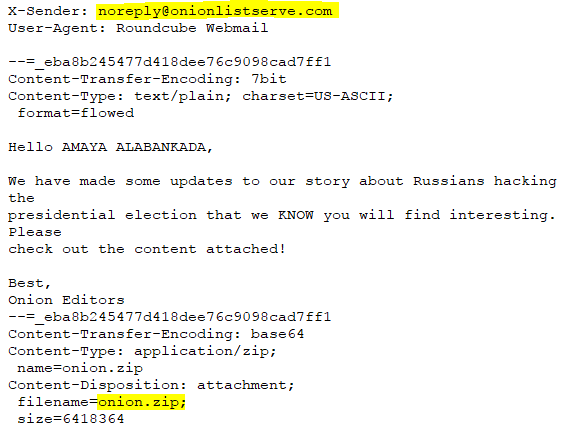 X-Sender: noreply@onionlistserve.com
User-Agent: Roundcube Webmail
--=_eba8b245477d418dee76c9098cad7ff1
Content-Transfer-Encoding: 7bit
Content-Type: text/plain; charset=US-ASCII;
format=flowed
Hello AMAYA ALABANKADA,
We have made some updates to our story about Russians hacking
the
presidential election that we KNOW you will find interesting.
Please
check out the content attached!
Best,
Onion Editors
--=_eba8b245477d418dee76c9098cad7ff1
Content-Transfer-Encoding: base64
Content-Type: application/zip;
name=onion.zip
Content-Disposition: attachment;
filename=onion.zip;
size=6418364